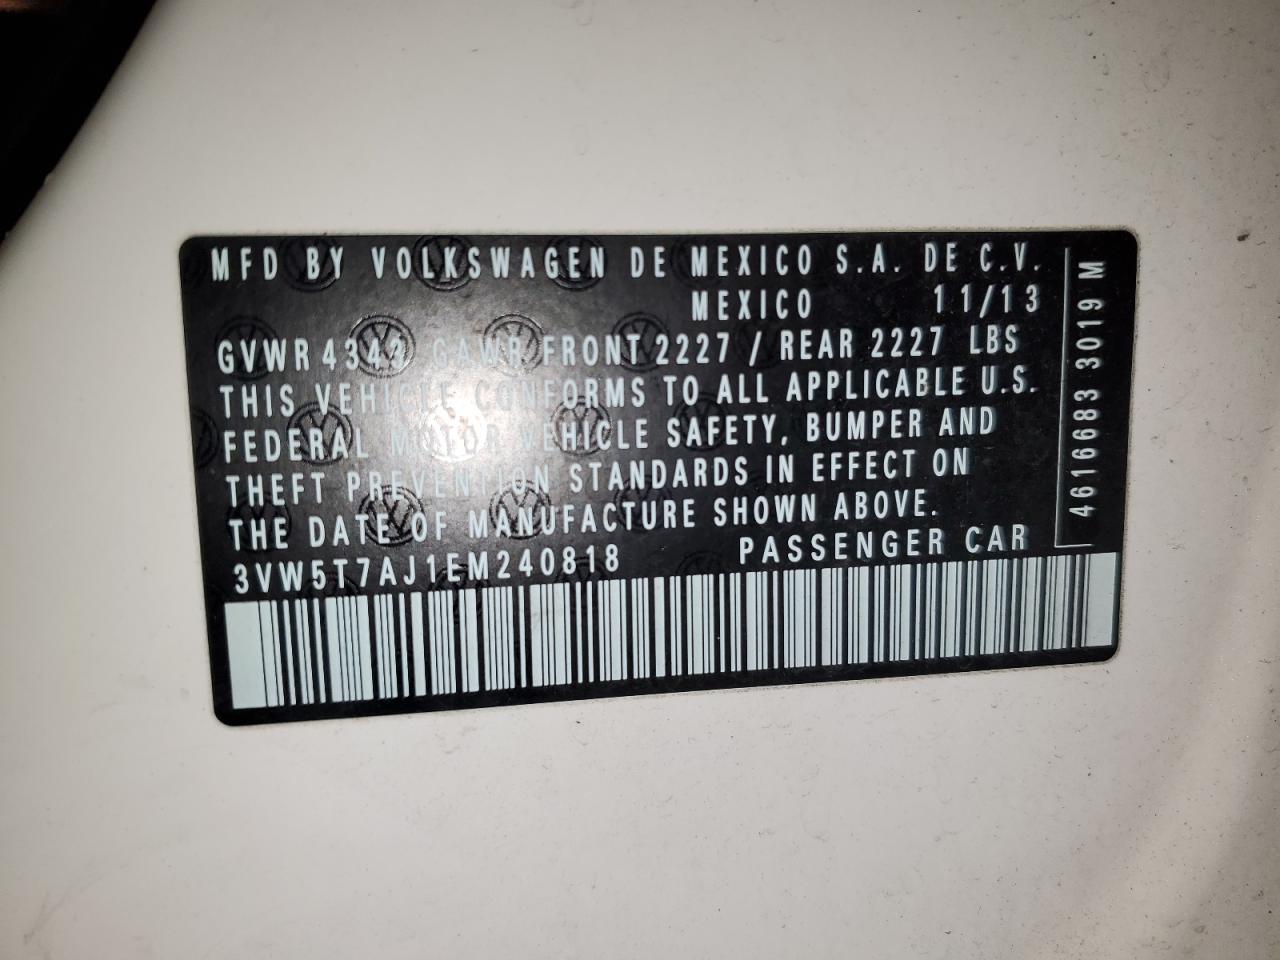 MFD BY VOLKSWAGEN DE MEXICO S.A. DE C.V.
MEXICO 11/13
GVWR 4343 GAWR FRONT 2227 / REAR 2227 LBS
THIS VEHICLE CONFORMS TO ALL APPLICABLE U.S.
FEDERAL MOTOR VEHICLE SAFETY, BUMPER AND
THEFT PREVENTION STANDARDS IN EFFECT ON
THE DATE OF MANUFACTURE SHOWN ABOVE.
3VW5T7AJ1EM240818 PASSENGER CAR
4616683 3019 M